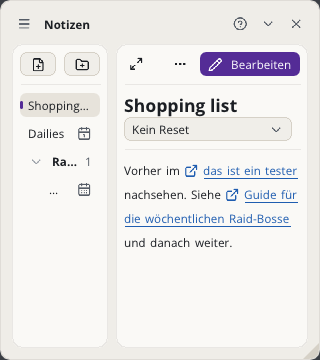 Notizen
Bearbeiten
Shopping...
Dailies
Ra... 1
...
Shopping list
Kein Reset
Vorher im das ist ein tester
nachsehen. Siehe Guide für
die wöchentlichen Raid-Bosse
und danach weiter.